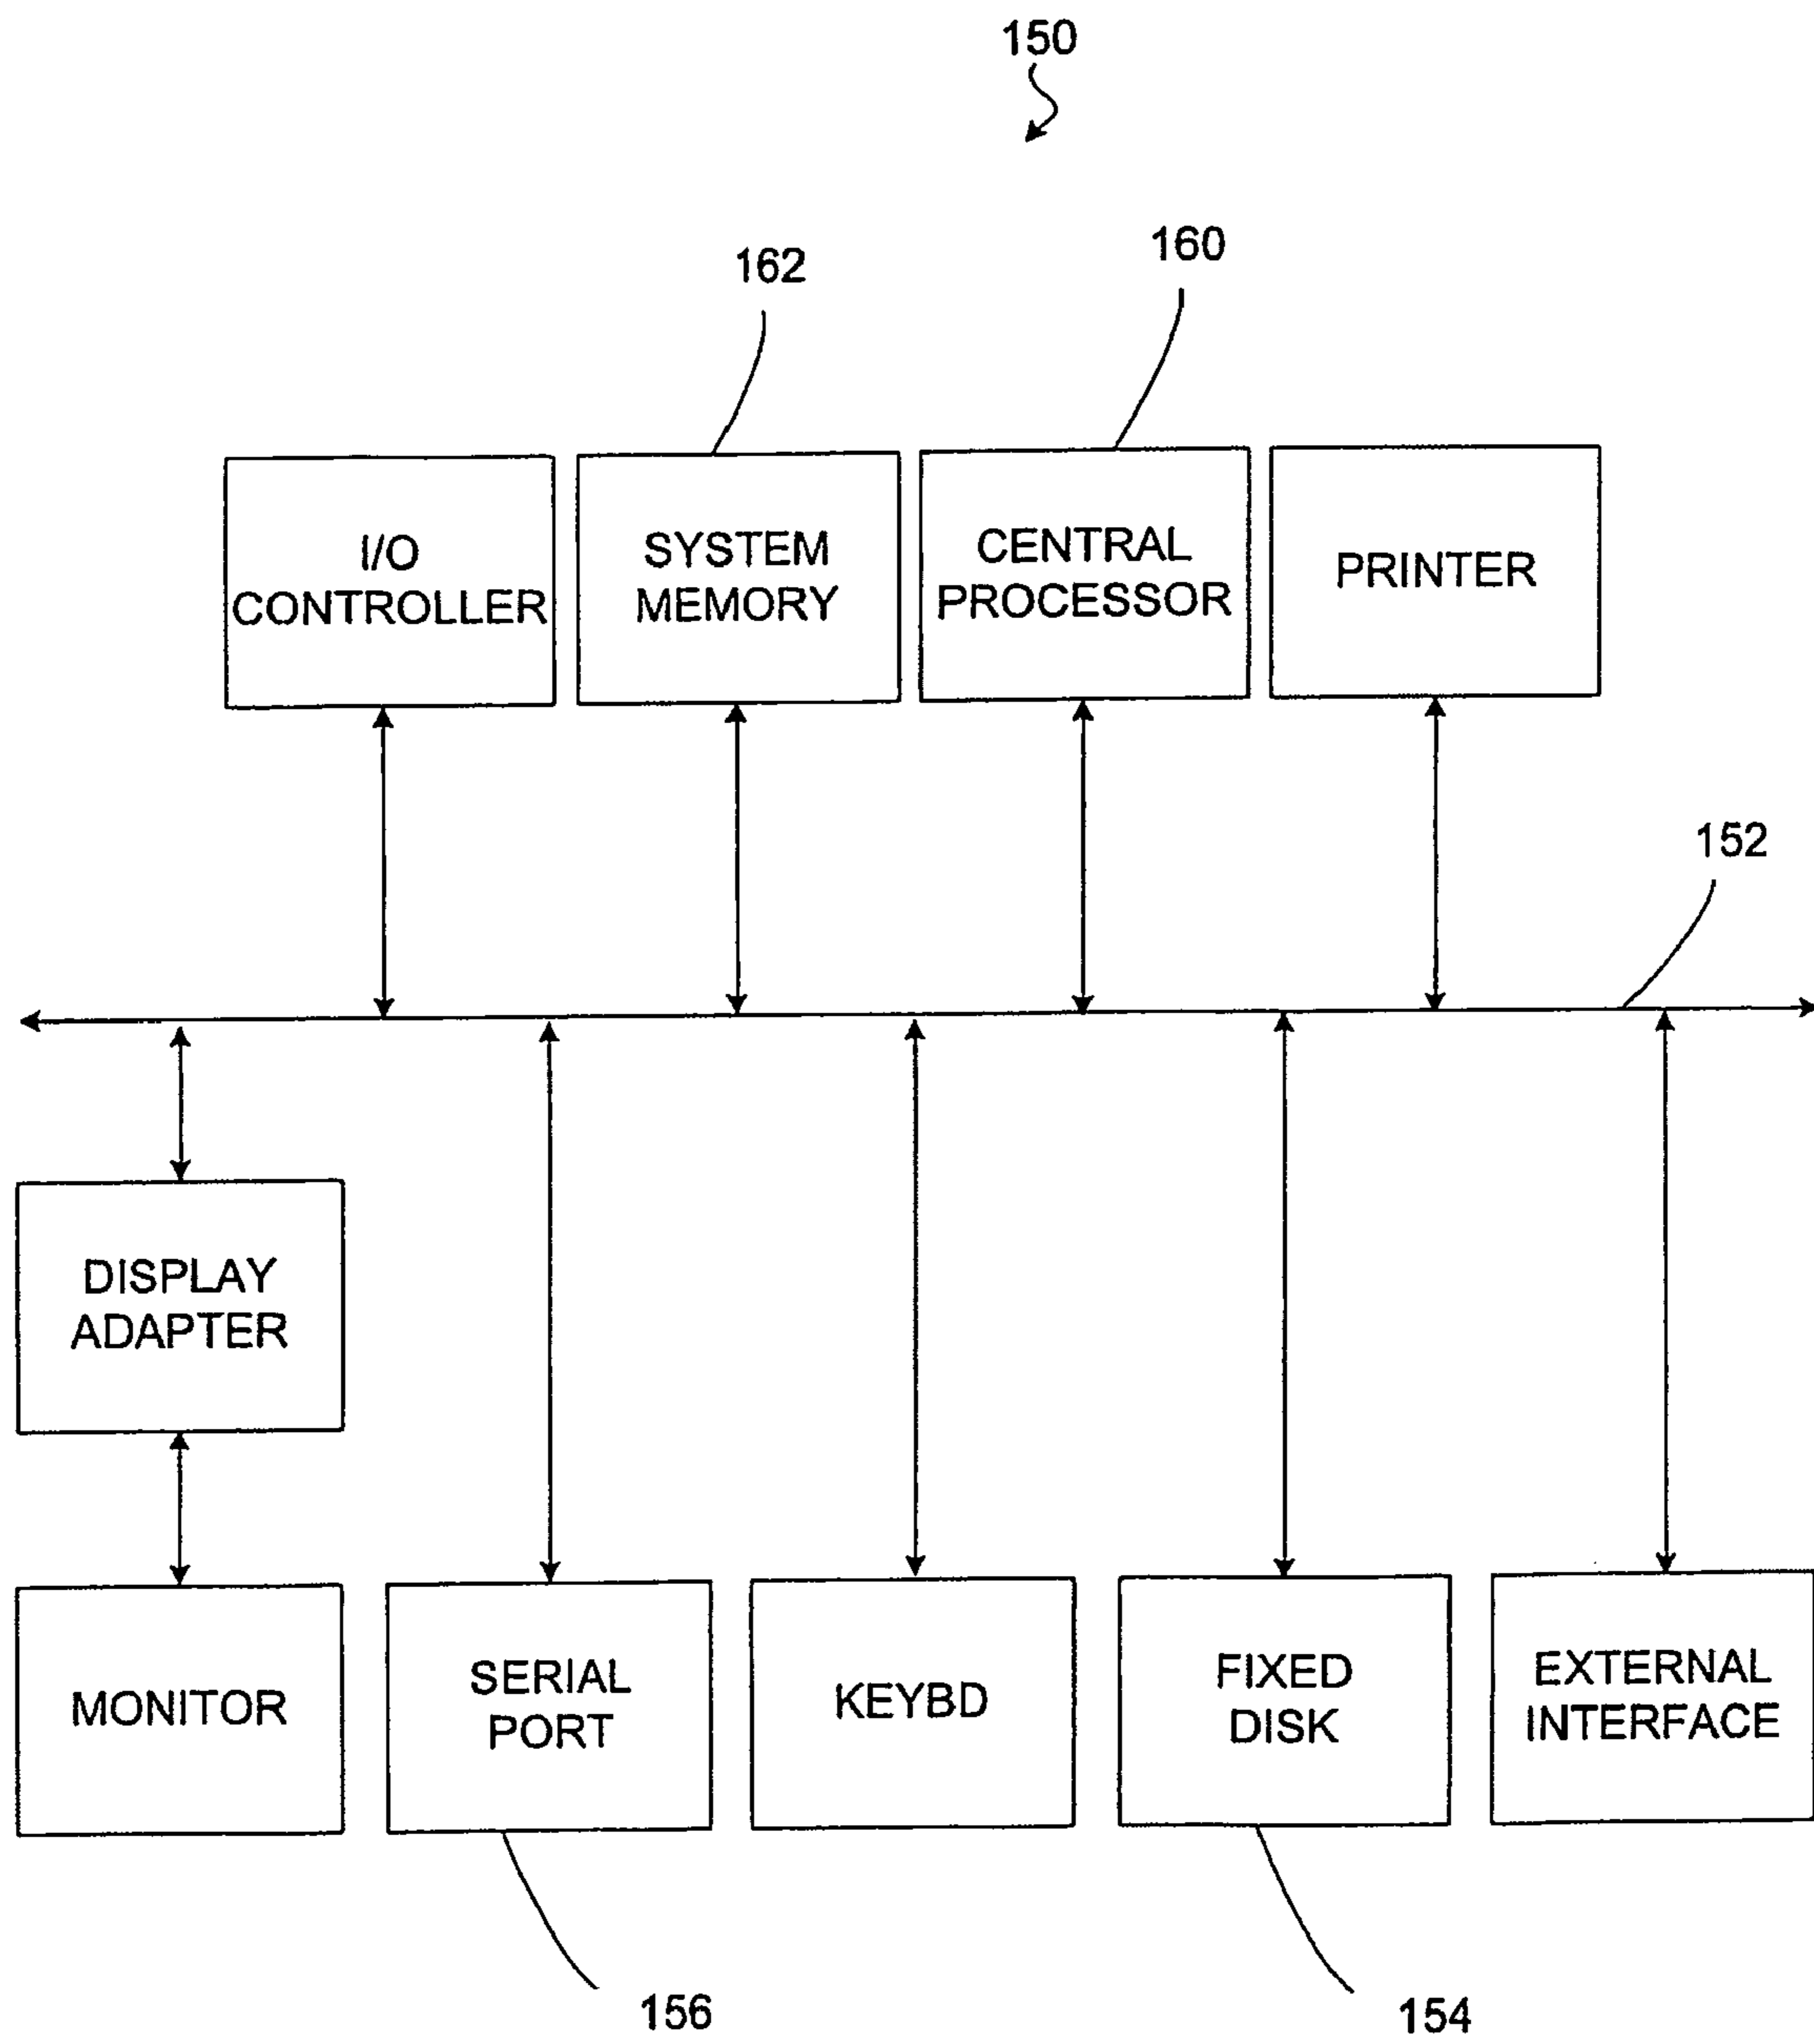 150
162
160
I/O
CONTROLLER
SYSTEM
MEMORY
CENTRAL
PROCESSOR
PRINTER
152
DISPLAY
ADAPTER
MONITOR
SERIAL
PORT
KEYBD
FIXED
DISK
EXTERNAL
INTERFACE
156
154